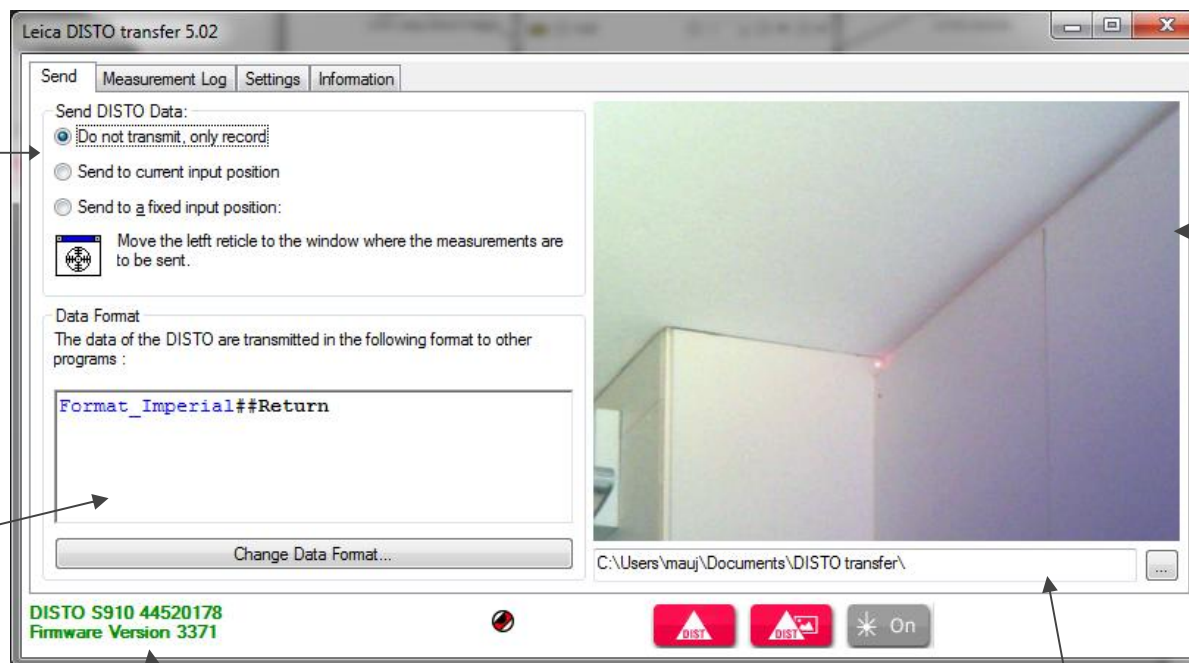 Leica DISTO transfer 5.02
Send Measurement Log Settings Information
Send DISTO Data:
Do not transmit, only record
Send to current input position
Send to a fixed input position:
Move the left reticle to the window where the measurements are
to be sent.
Data Format
The data of the DISTO are transmitted in the following format to other
programs :
Format_Imperial##Return
Change Data Format...
C:\Users\mauj\Documents\DISTO transfer\
...
DISTO S910 44520178
Firmware Version 3371
DIST
DIST
On